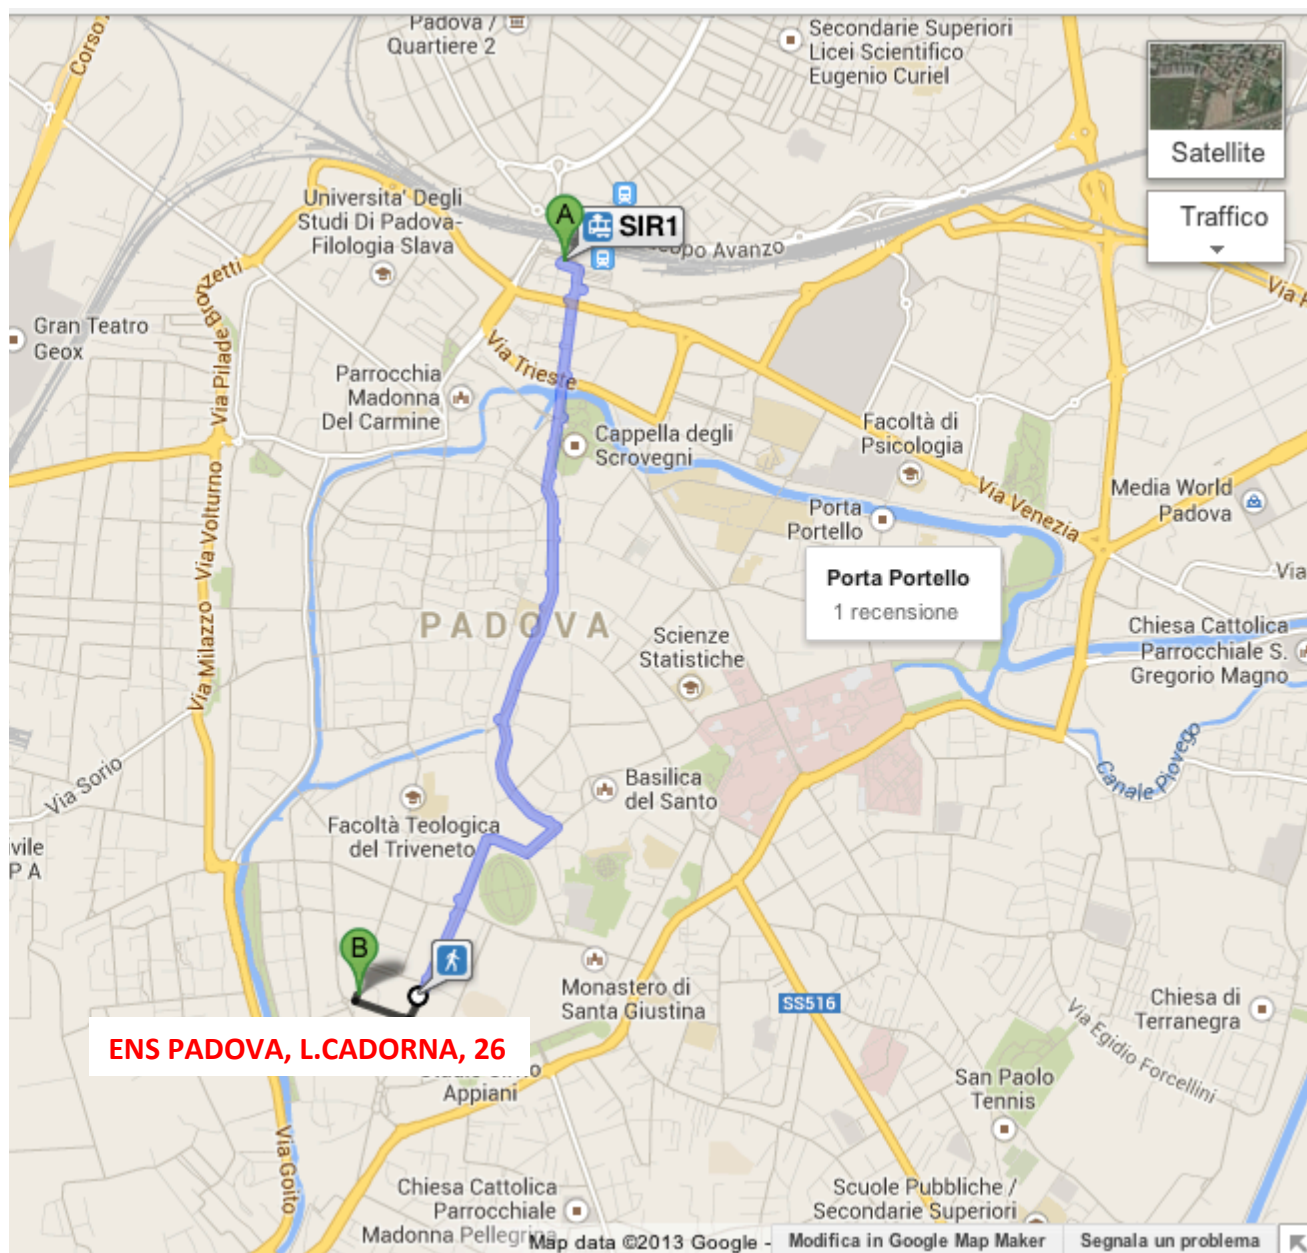 Padova /
Quartiere 2
Secondarie Superiori
Licei Scientifico
Eugenio Curiel
Corso
Satellite
Traffico
Universita' Degli
Studi Di Padova-
Filologia Slava
A
SIR1
Avanzo
Via Pilade Bronzetti
Gran Teatro
Geox
Via Trieste
Parrocchia
Madonna
Del Carmine
Cappella degli
Scrovegni
Facoltà di
Psicologia
Via Venezia
Media World
Padova
Via Volturno
Porta
Portello
Porta Portello
1 recensione
Via
PADOVA
Scienze
Statistiche
Chiesa Cattolica
Parrocchiale S.
Gregorio Magno
Via Milazzo
Via Sorio
Canale Piovego
Basilica
del Santo
Facoltà Teologica
del Triveneto
vile
P A
B
Monastero di
Santa Giustina
SS516
Chiesa di
Terranegra
Via Egidio Forcellini
ENS PADOVA, L.CADORNA, 26
Appiani
San Paolo
Tennis
Via Goito
Chiesa Cattolica
Parrocchiale
Madonna Pellegrina
Scuole Pubbliche /
Secondarie Superiori
Map data ©2013 Google -
Modifica in Google Map Maker
Segnala un problema